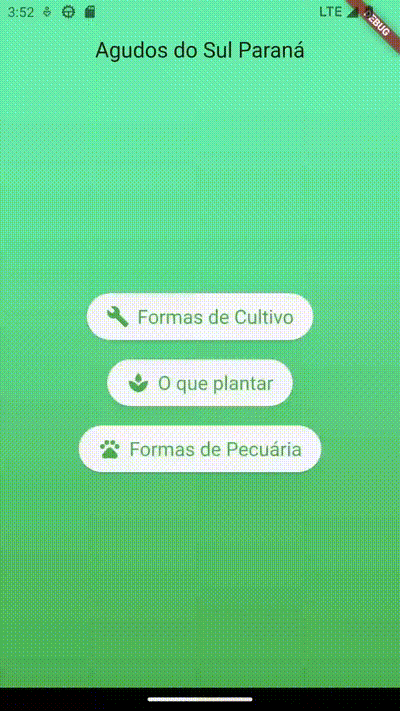 3:52
LTE
DEBUG
Agudos do Sul Paraná
Formas de Cultivo
O que plantar
Formas de Pecuária